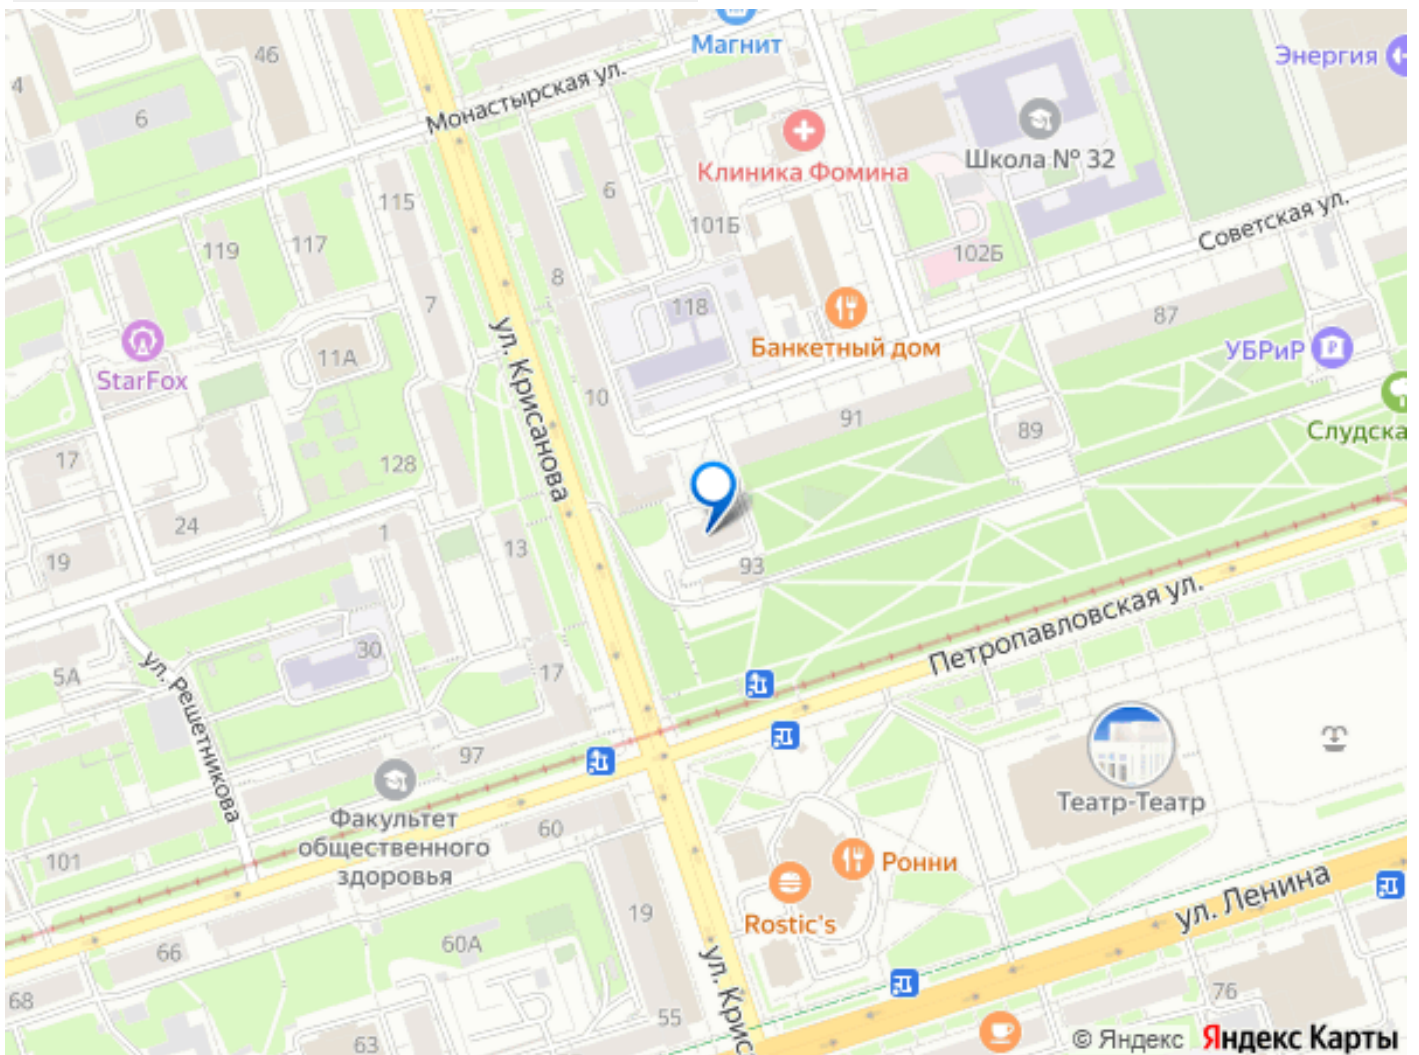 Магнит
Энергия
46
4
6
Монастырская ул.
Школа № 32
Клиника Фомина
115
6
101Б
Советская ул.
119
117
102Б
8
7
118
87
ул. Крисанова
11А
Банкетный дом
УБРиР
StarFox
10
91
89
Слудска
17
128
24
1
13
19
93
Петропавловская ул.
30
5А
ул. Решетникова
17
97
Театр-Театр
Факультет
общественного
здоровья
60
101
Ронни
ул. Ленина
19
Rostic's
66
60А
ул. Крис
68
76
55
63
© Яндекс Яндекс Карты